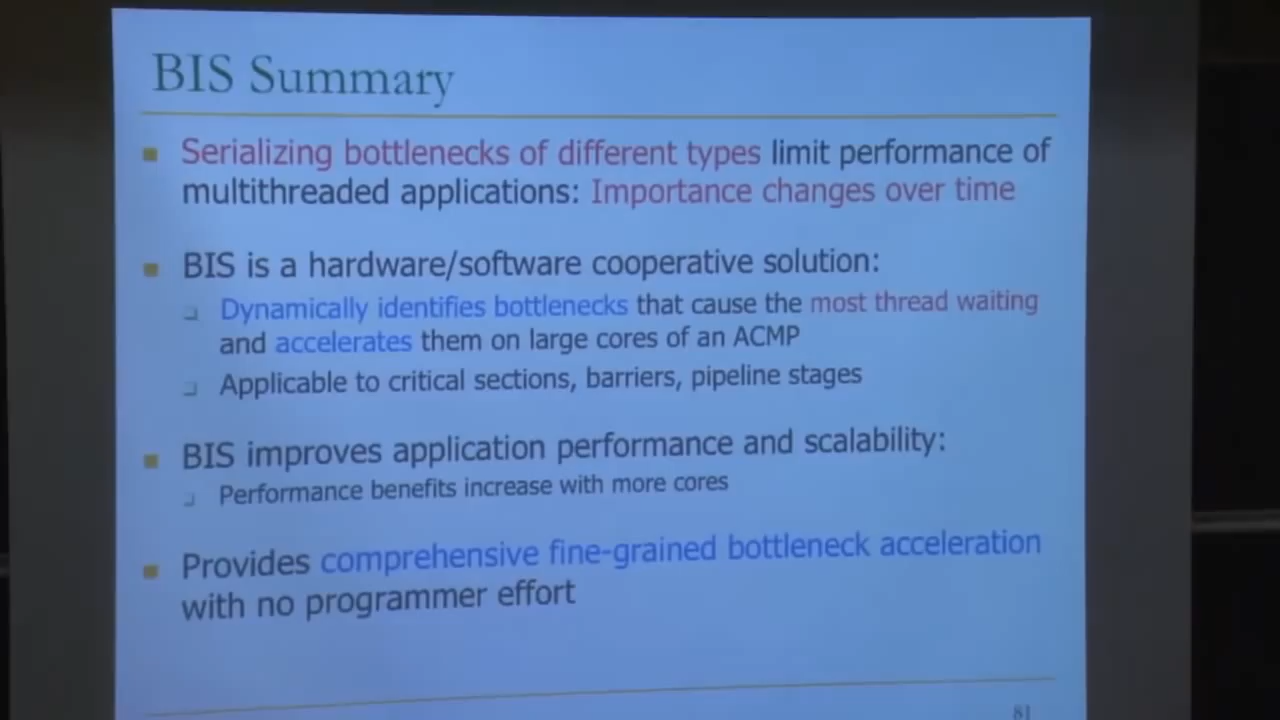 BIS Summary
Serializing bottlenecks of different types limit performance of
multithreaded applications: Importance changes over time
BIS is a hardware/software cooperative solution:
Dynamically identifies bottlenecks that cause the most thread waiting
and accelerates them on large cores of an ACMP
Applicable to critical sections, barriers, pipeline stages
BIS improves application performance and scalability:
Performance benefits increase with more cores
Provides comprehensive fine-grained bottleneck acceleration
with no programmer effort
81